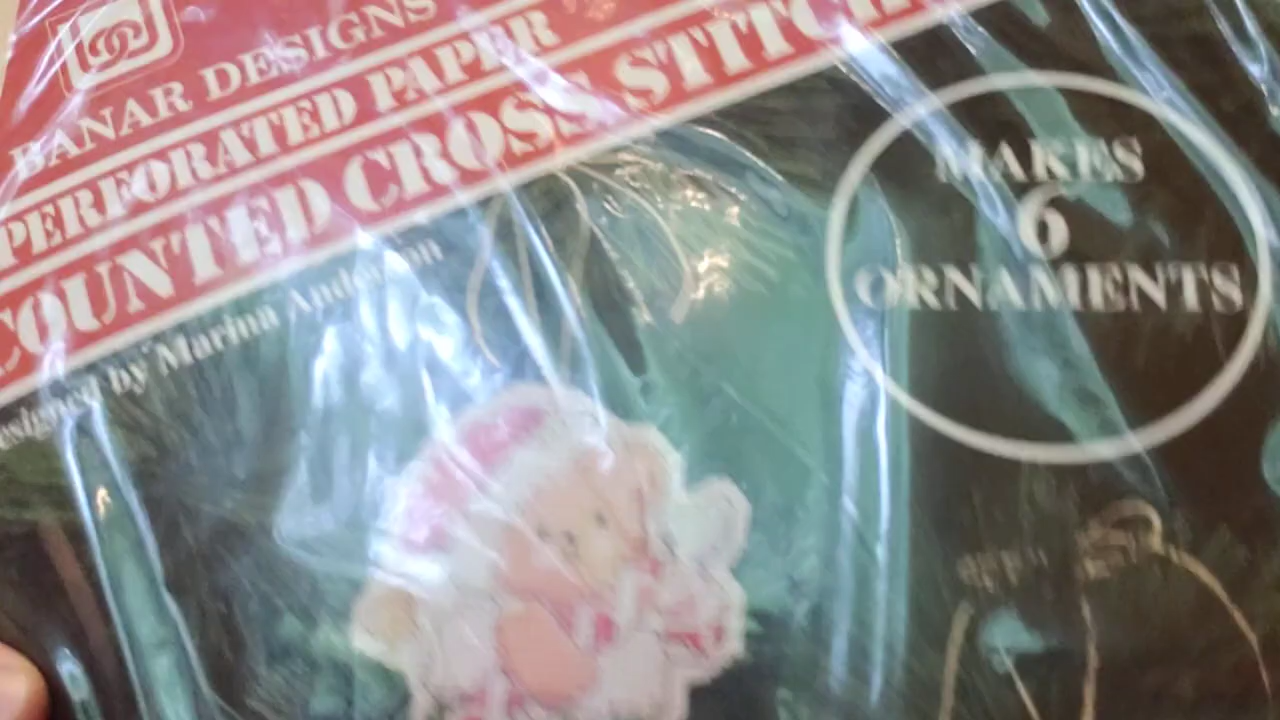 BANAR DESIGNS
PERFORATED PAPER
COUNTED CROSS STITCH
Designed by Marina Anderson
MAKES
6
ORNAMENTS